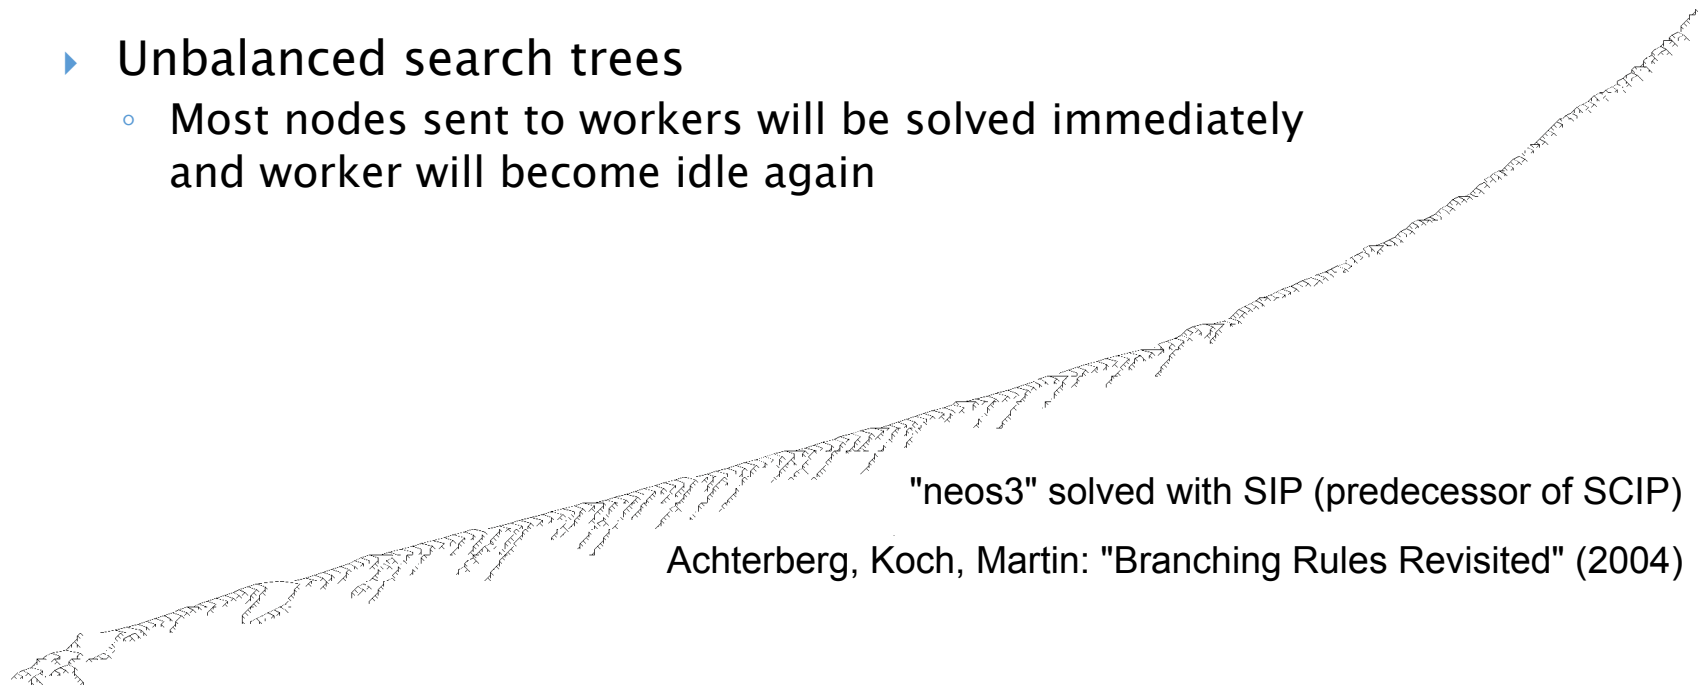 Unbalanced search trees
Most nodes sent to workers will be solved immediately
and worker will become idle again
"neos3" solved with SIP (predecessor of SCIP)
Achterberg, Koch, Martin: "Branching Rules Revisited" (2004)